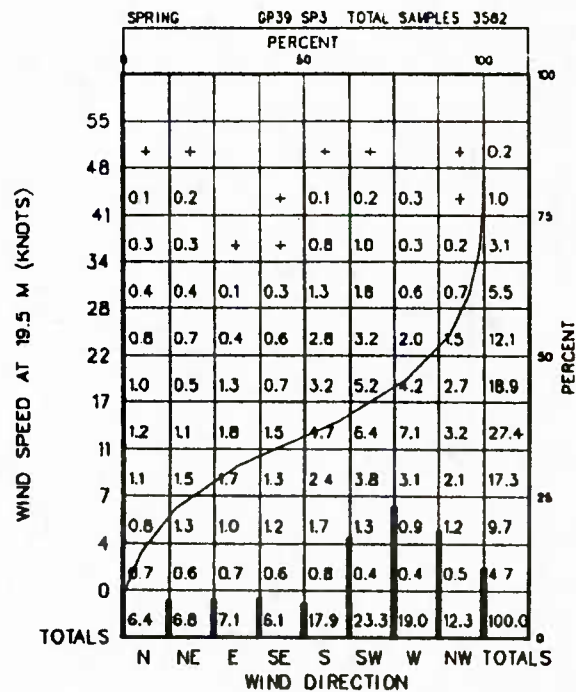 SPRING GP39 SP3 TOTAL SAMPLES 3582
PERCENT
0 50 100
100
55
+ + + + + 0.2
48
0.1 0.2 + 0.1 0.2 0.3 + 1.0
41 75
0.3 0.3 + + 0.8 1.0 0.3 0.2 3.1
34
0.4 0.4 0.1 0.3 1.3 1.8 0.6 0.7 5.5
28
0.8 0.7 0.4 0.6 2.8 3.2 2.0 1.5 12.1
22 50
1.0 0.5 1.3 0.7 3.2 5.2 4.2 2.7 18.9
17
1.2 1.1 1.8 1.5 4.7 6.4 7.1 3.2 27.4
11
1.1 1.5 1.7 1.3 2.4 3.8 3.1 2.1 17.3
7 25
0.8 1.3 1.0 1.2 1.7 1.3 0.9 1.2 9.7
4
0.7 0.6 0.7 0.6 0.8 0.4 0.4 0.5 4.7
0
6.4 6.8 7.1 6.1 17.9 23.3 19.0 12.3 100.0
TOTALS 0
N NE E SE S SW W NW TOTALS
WIND DIRECTION
WIND SPEED AT 19.5 M (KNOTS)
PERCENT